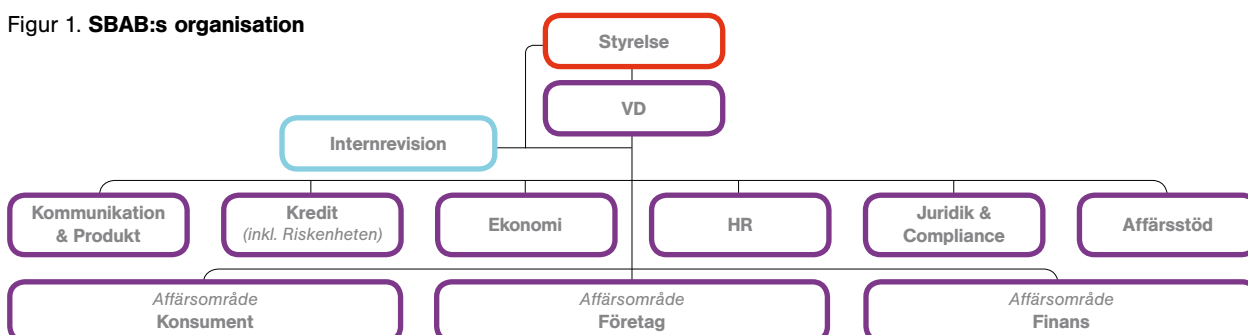 Figur 1. SBAB:s organisation
Styrelse
VD
Internrevision
Kommunikation
& Produkt
Kredit
(inkl. Riskenheten)
Ekonomi
HR
Juridik &
Compliance
Affärsstöd
Affärsområde
Konsument
Affärsområde
Företag
Affärsområde
Finans